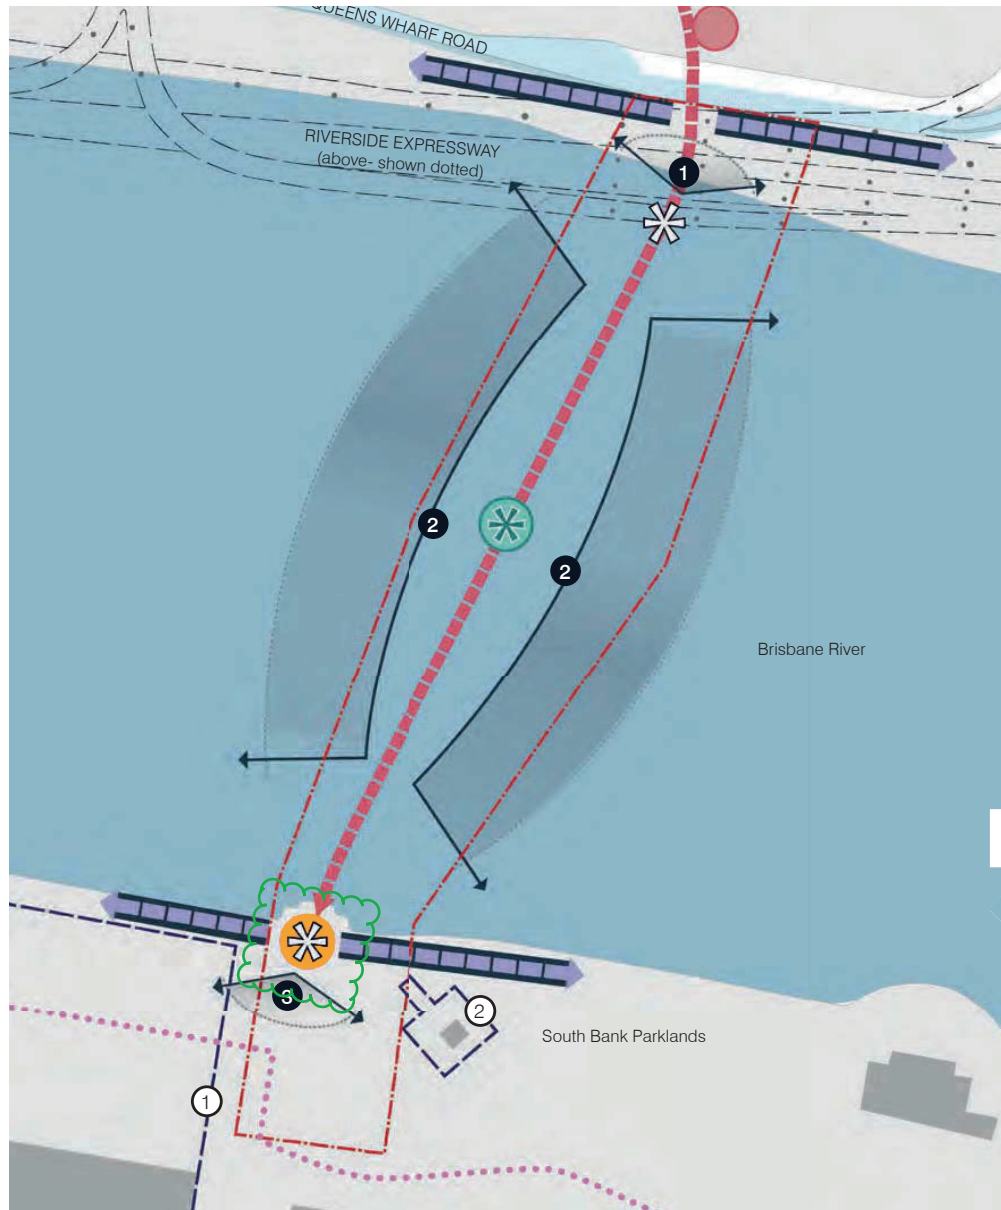 QUEENS WHARF ROAD
RIVERSIDE EXPRESSWAY
(above- shown dotted)
1
2
2
Brisbane River
3
2
South Bank Parklands
1